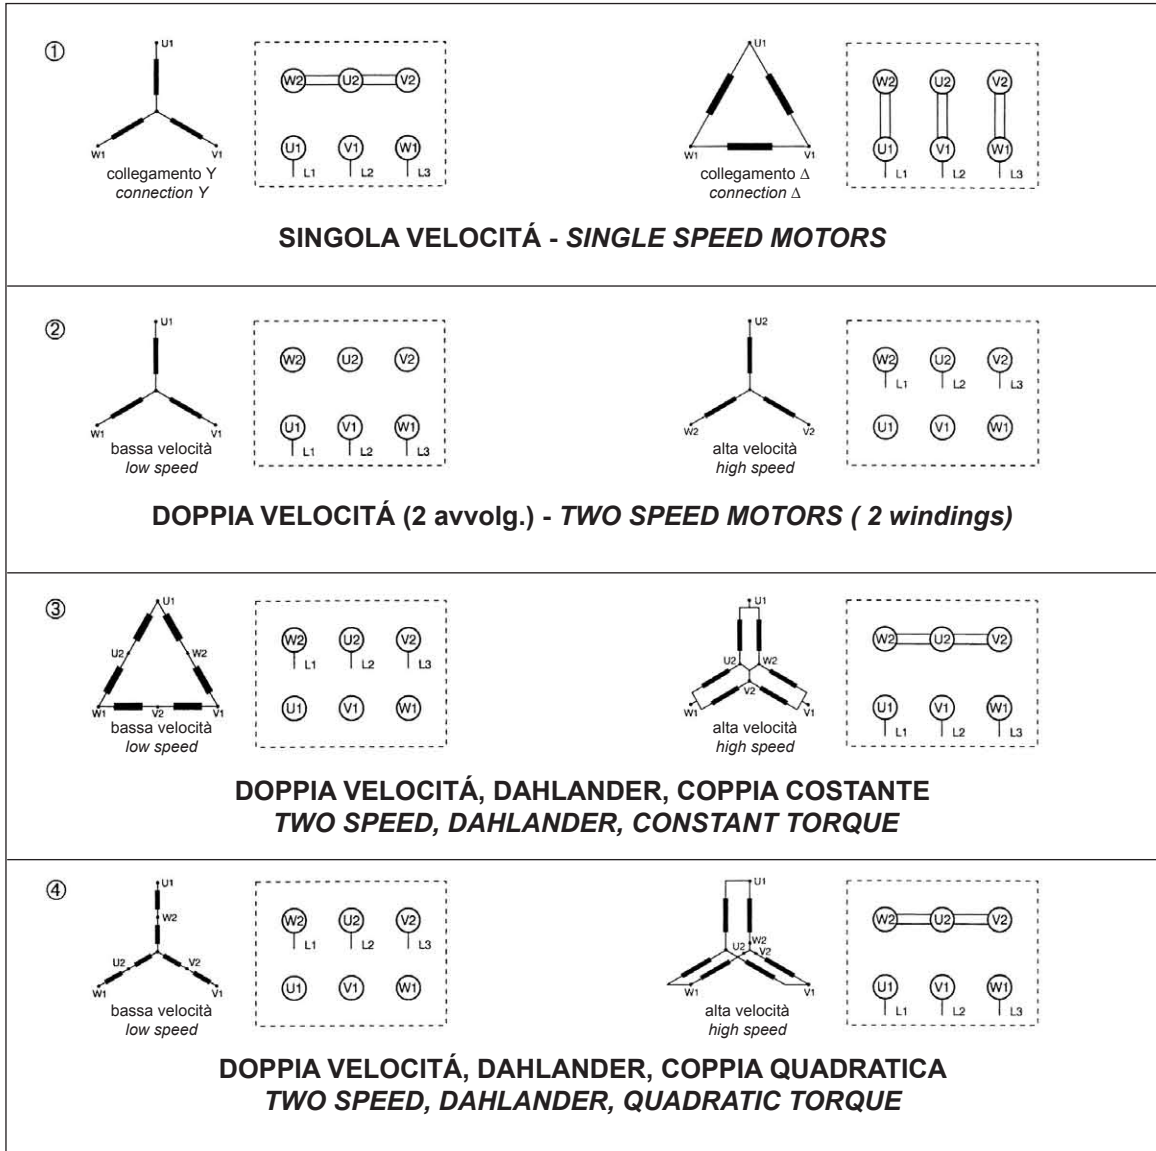 ①
U1
W1
V1
collegamento Y
connection Y
W2 U2 V2
U1 V1 W1
L1 L2 L3
U1
W1
V1
collegamento Δ
connection Δ
W2 U2 V2
U1 V1 W1
L1 L2 L3
SINGOLA VELOCITÁ - SINGLE SPEED MOTORS
②
U1
W1
V1
bassa velocità
low speed
W2 U2 V2
U1 V1 W1
L1 L2 L3
U2
W2
V2
alta velocità
high speed
W2 U2 V2
L1 L2 L3
U1 V1 W1
DOPPIA VELOCITÁ (2 avvolg.) - TWO SPEED MOTORS ( 2 windings)
③
U1
U2 W2
W1 V2 V1
bassa velocità
low speed
W2 U2 V2
L1 L2 L3
U1 V1 W1
U1
U2 W2
V2
W1 V1
alta velocità
high speed
W2 U2 V2
U1 V1 W1
L1 L2 L3
DOPPIA VELOCITÁ, DAHLANDER, COPPIA COSTANTE
TWO SPEED, DAHLANDER, CONSTANT TORQUE
④
U1
W2
U2 V2
W1 V1
bassa velocità
low speed
W2 U2 V2
L1 L2 L3
U1 V1 W1
U1
W2
U2 V2
W1 V1
alta velocità
high speed
W2 U2 V2
U1 V1 W1
L1 L2 L3
DOPPIA VELOCITÁ, DAHLANDER, COPPIA QUADRATICA
TWO SPEED, DAHLANDER, QUADRATIC TORQUE